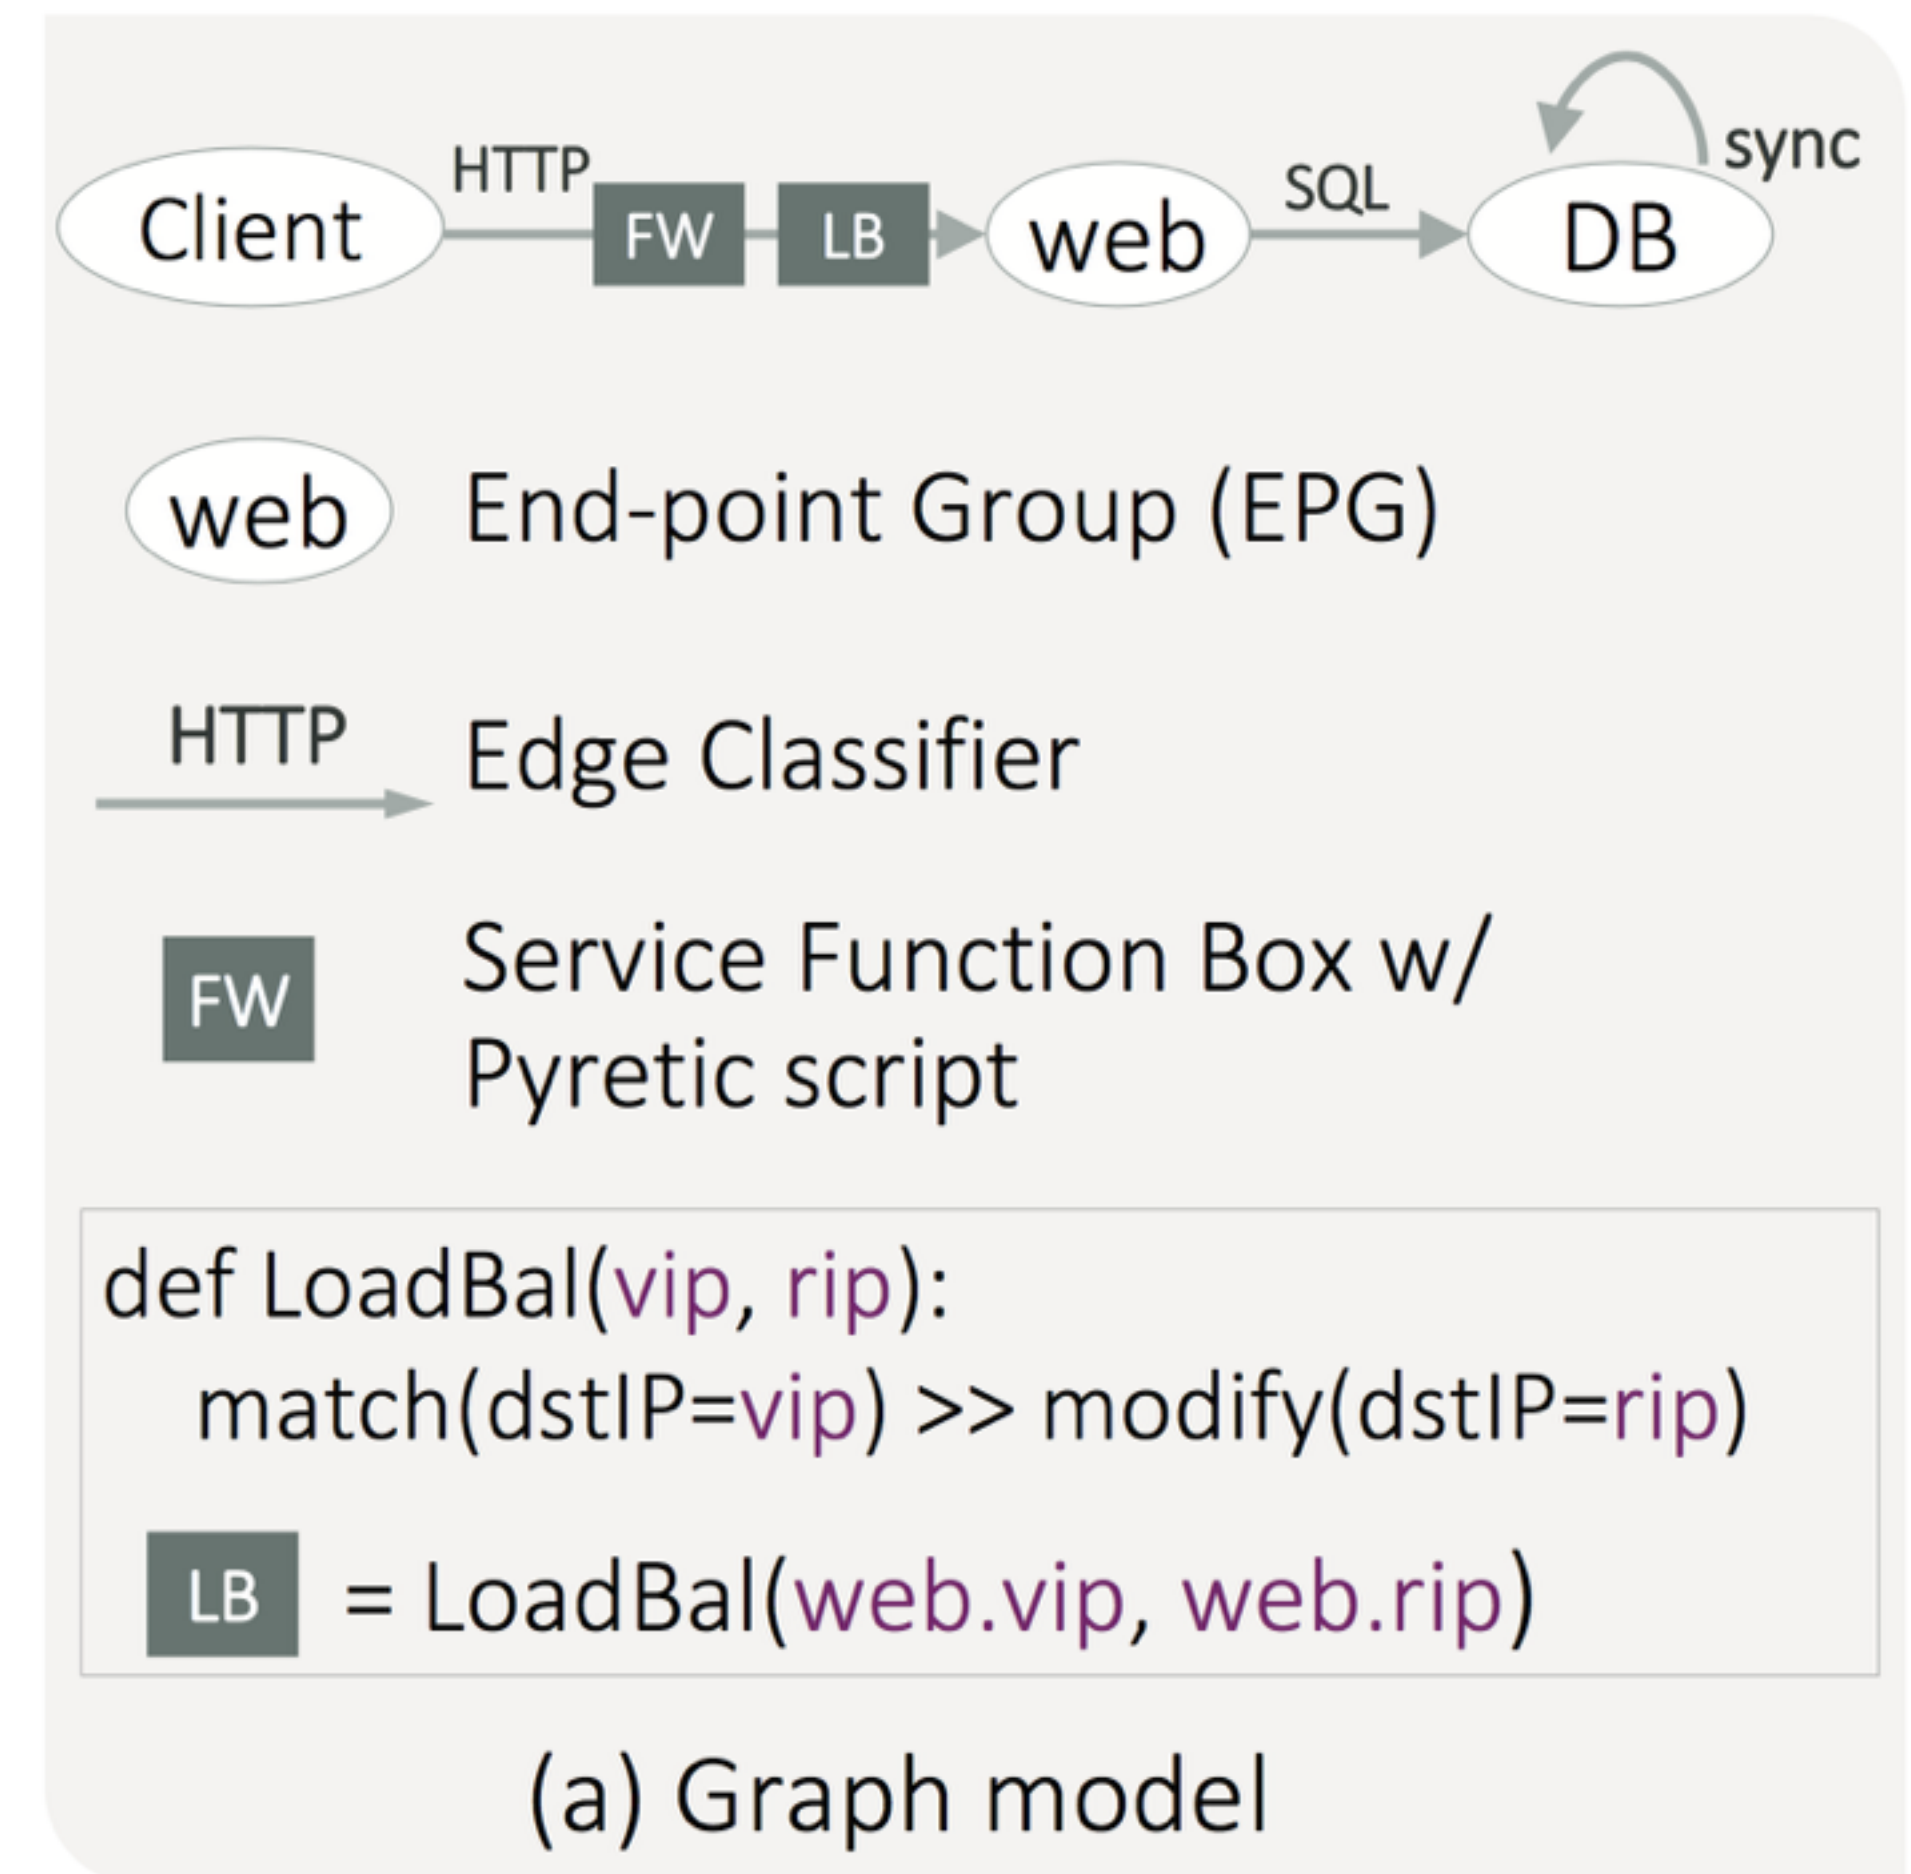 Client HTTP FW LB web SQL DB sync
web End-point Group (EPG)
HTTP Edge Classifier
FW Service Function Box w/
Pyretic script
def LoadBal(vip, rip):
match(dstIP=vip) >> modify(dstIP=rip)
LB = LoadBal(web.vip, web.rip)
(a) Graph model